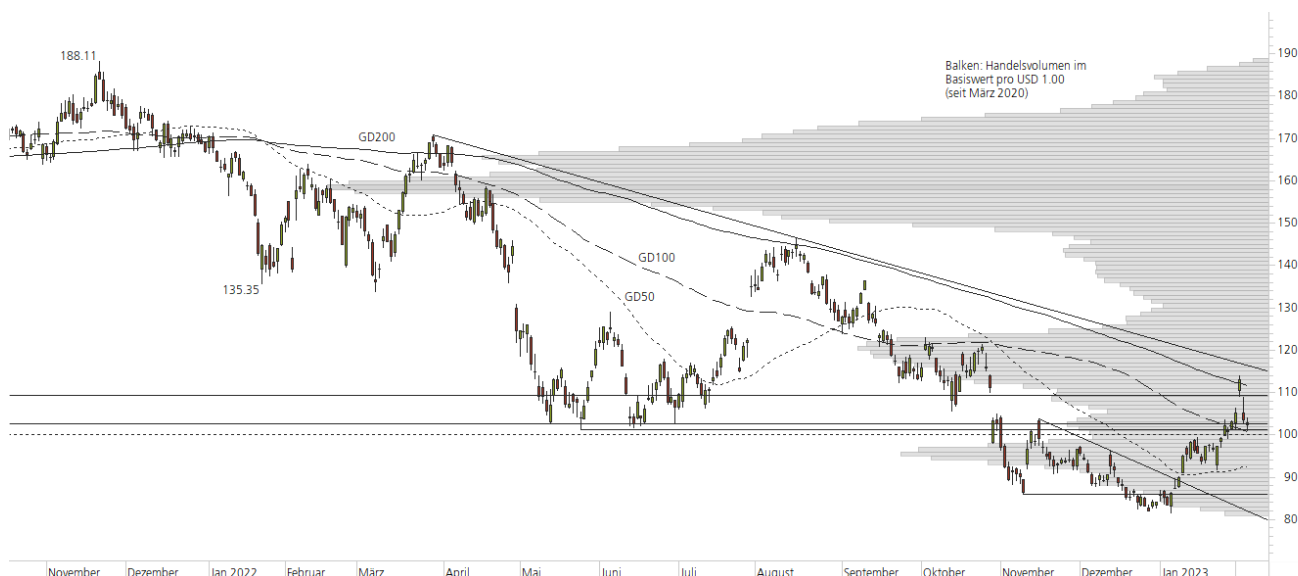 188.11
Balken: Handelsvolumen im
Basiswert pro USD 1.00
(seit März 2020)
190
180
GD200
170
160
150
GD100
140
135.35
GD50
130
120
110
100
90
80
November Dezember Jan 2022 Februar März April Mai Juni Juli August September Oktober November Dezember Jan 2023